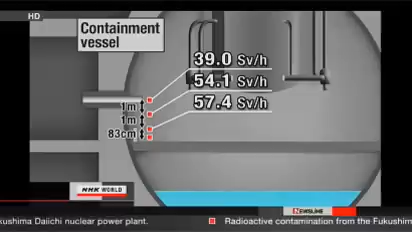 HD
Containment
vessel
39.0 Sv/h
54.1 Sv/h
57.4 Sv/h
1m
1m
83cm
NHK WORLD
NEWSLINE
kushima Daiichi nuclear power plant.
Radioactive contamination from the Fukushim